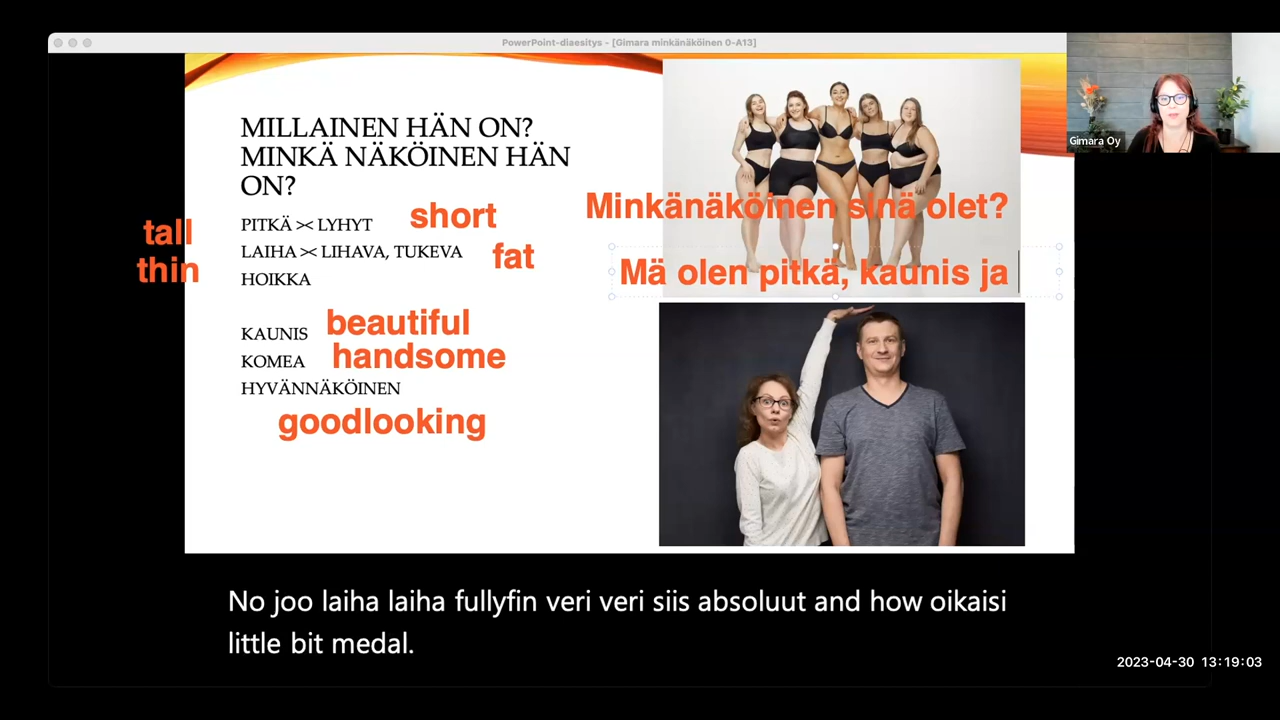 PowerPoint-diaesitys - [Gimara minkänäköinen 0-A13]
Gimara Oy
MILLAINEN HÄN ON?
MINKÄ NÄKÖINEN HÄN
ON?
tall
PITKÄ >< LYHYT
short
thin
LAIHA >< LIHAVA, TUKEVA
fat
HOIKKA
KAUNIS
beautiful
KOMEA
handsome
HYVÄNNÄKÖINEN
goodlooking
Minkänäköinen sinä olet?
Mä olen pitkä, kaunis ja
No joo laiha laiha fullyfin veri veri siis absoluut and how oikaisi
little bit medal.
2023-04-30 13:19:03